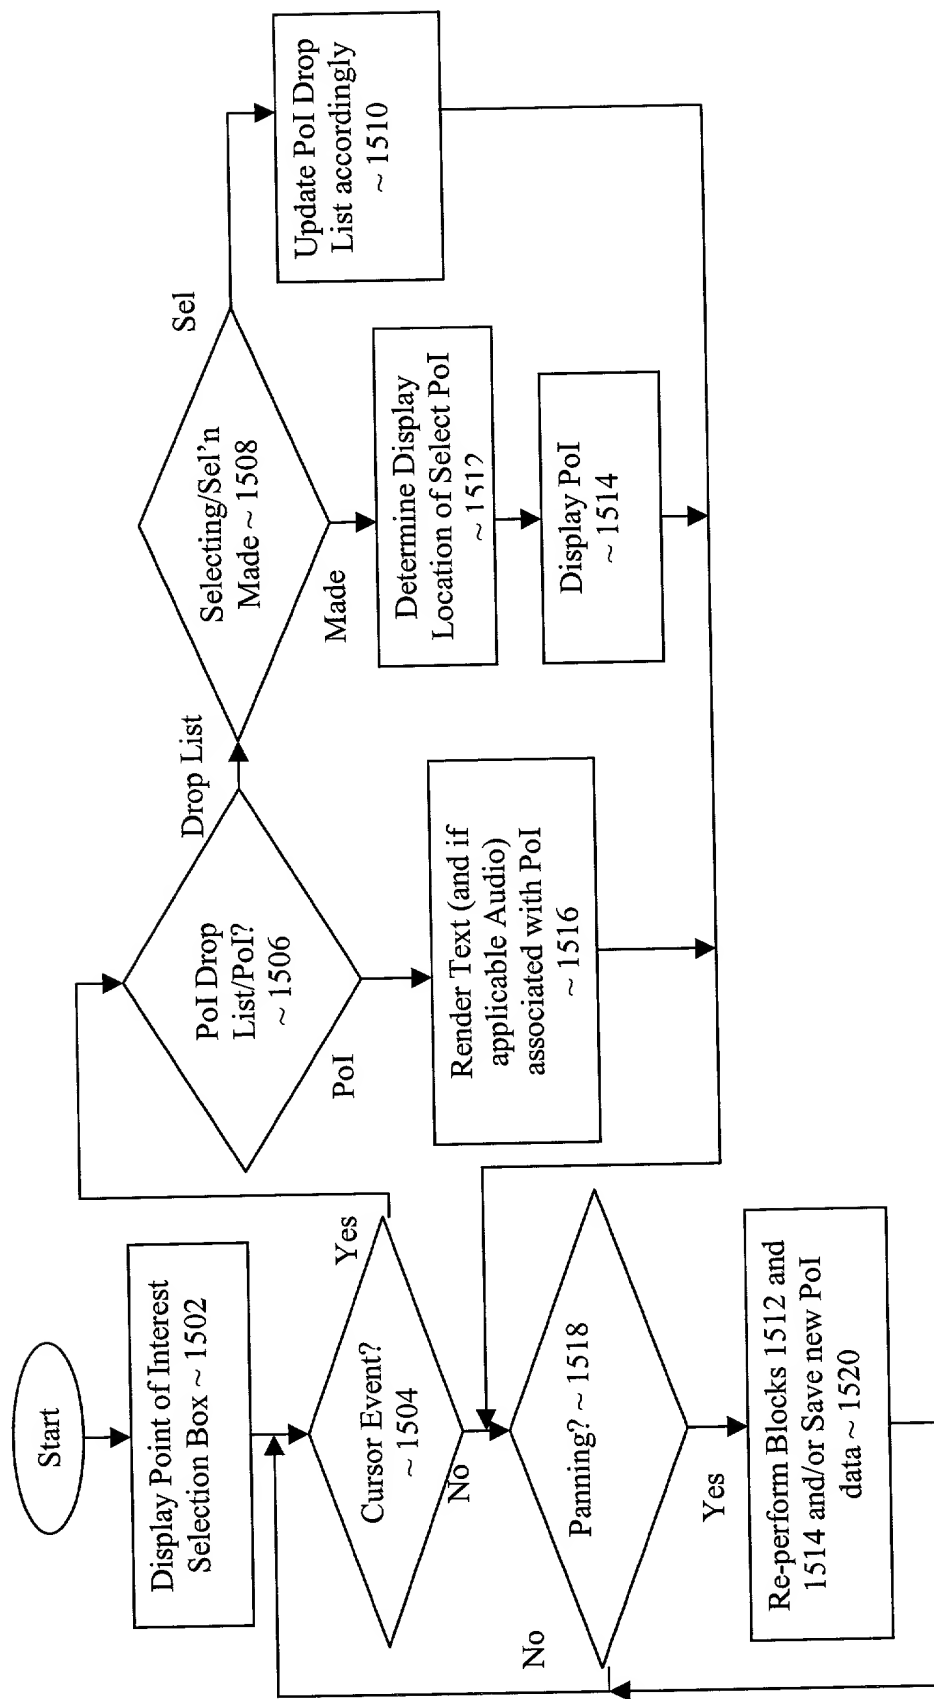 Start
Display Point of Interest
Selection Box ~ 1502
Cursor Event?
~ 1504
Yes
No
PoI Drop
List/PoI?
~ 1506
Drop List
PoI
Selecting/Sel'n
Made ~ 1508
Sel
Made
Update PoI Drop
List accordingly
~ 1510
Determine Display
Location of Select PoI
~ 1512
Display PoI
~ 1514
Render Text (and if
applicable Audio)
associated with PoI
~ 1516
Panning? ~ 1518
No
Yes
Re-perform Blocks 1512 and
1514 and/or Save new PoI
data ~ 1520